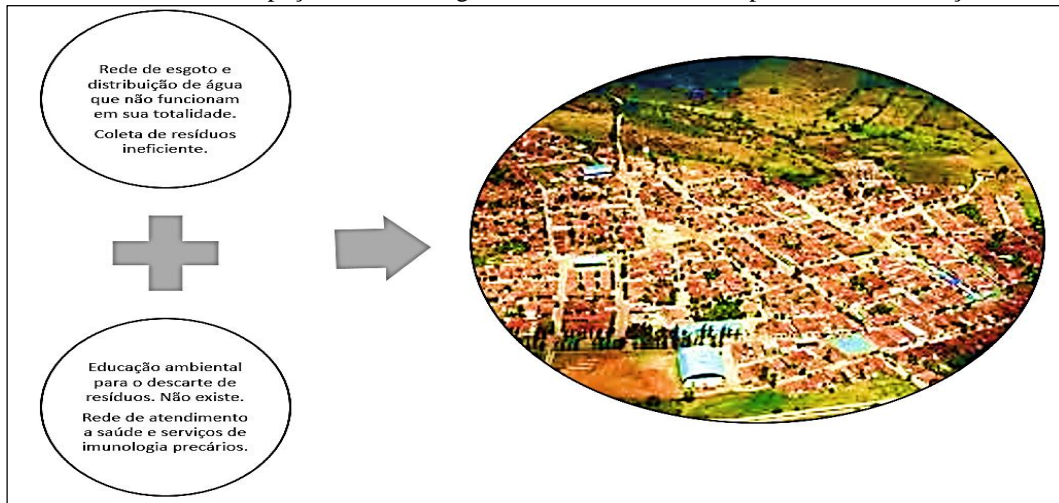 Rede de esgoto e
distribuição de água
que não funcionam
em sua totalidade.
Coleta de resíduos
ineficiente.
Educação ambiental
para o descarte de
resíduos. Não existe.
Rede de atendimento
a saúde e serviços de
imunologia precários.